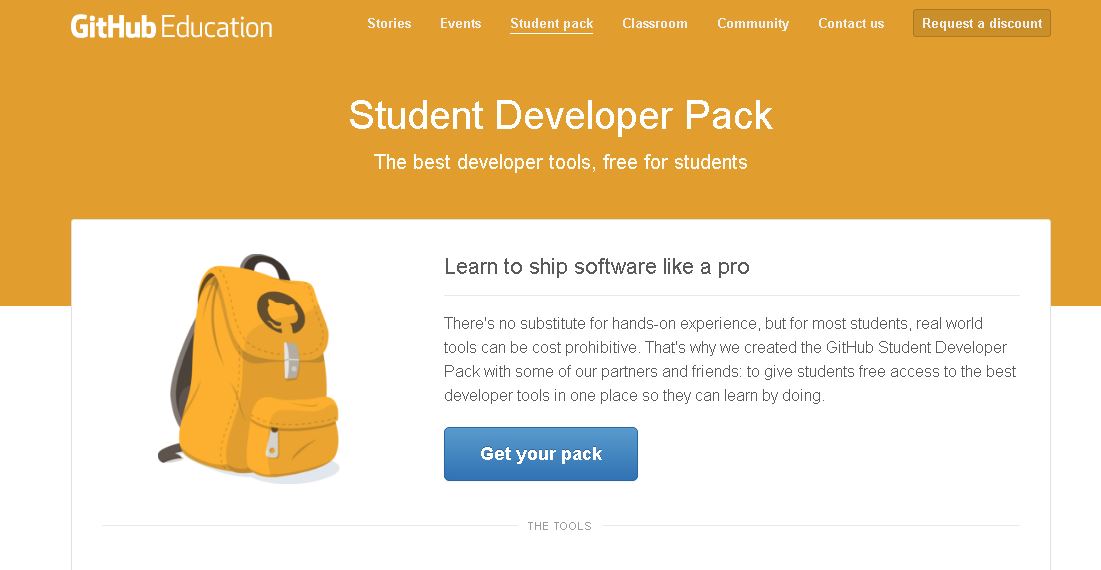 GitHub Education
Stories Events Student pack Classroom Community Contact us Request a discount
Student Developer Pack
The best developer tools, free for students
Learn to ship software like a pro
There's no substitute for hands-on experience, but for most students, real world
tools can be cost prohibitive. That's why we created the GitHub Student Developer
Pack with some of our partners and friends: to give students free access to the best
developer tools in one place so they can learn by doing.
Get your pack
THE TOOLS